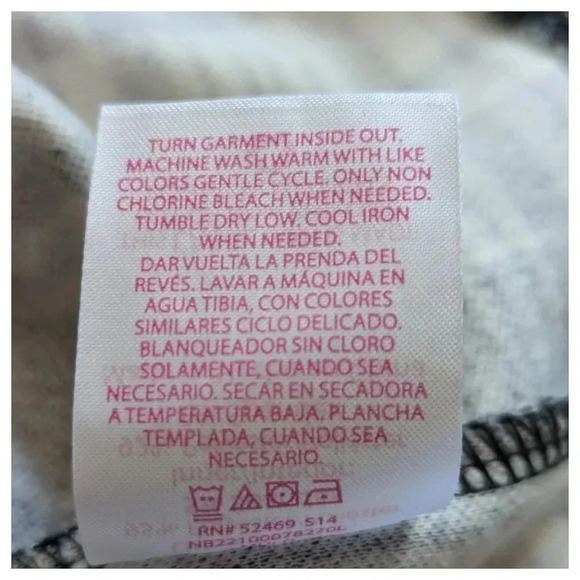 TURN GARMENT INSIDE OUT.
MACHINE WASH WARM WITH LIKE
COLORS GENTLE CYCLE. ONLY NON
CHLORINE BLEACH WHEN NEEDED.
TUMBLE DRY LOW. COOL IRON
WHEN NEEDED.
DAR VUELTA LA PRENDA DEL
REVÉS. LAVAR A MÁQUINA EN
AGUA TIBIA, CON COLORES
SIMILARES CICLO DELICADO.
BLANQUEADOR SIN CLORO
SOLAMENTE, CUANDO SEA
NECESARIO. SECAR EN SECADORA
A TEMPERATURA BAJA. PLANCHA
TEMPLADA, CUANDO SEA
NECESARIO.
RN# 52469 S14
NB22100078270L